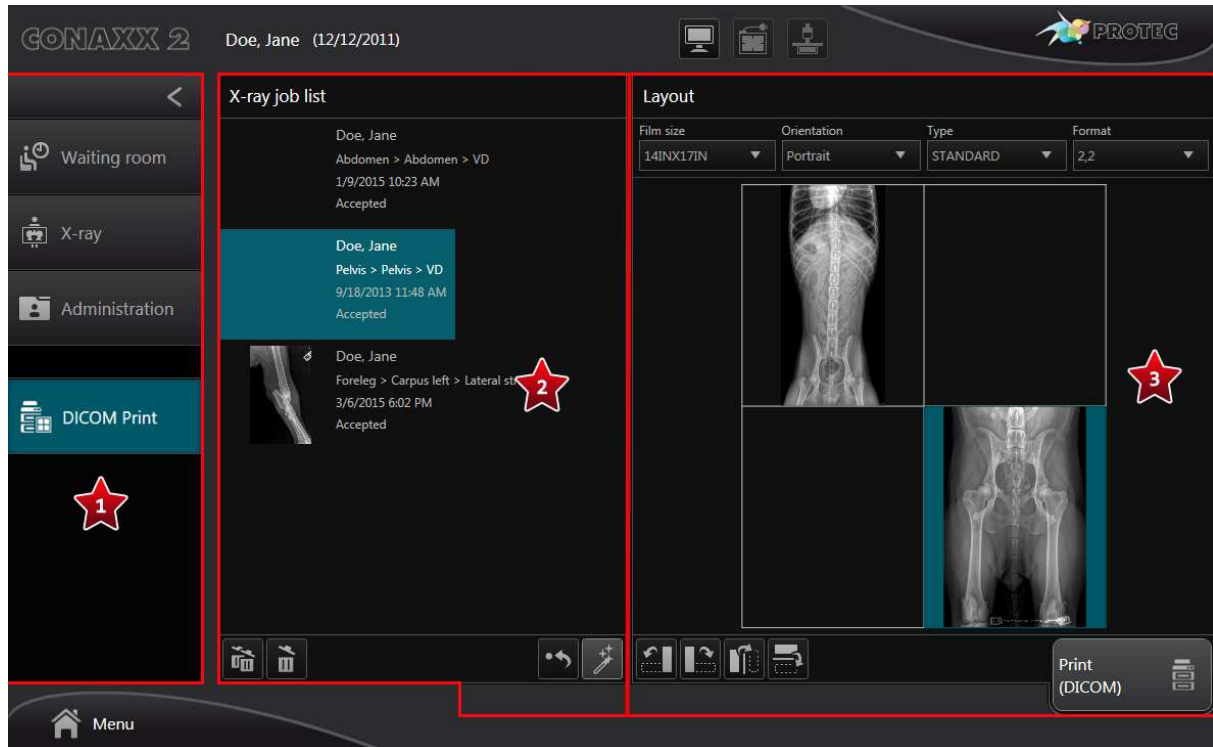 CONAXX 2
Doe, Jane (12/12/2011)
PROTEC
<
Waiting room
X-ray
Administration
DICOM Print
1
X-ray job list
Doe, Jane
Abdomen > Abdomen > VD
1/9/2015 10:23 AM
Accepted
Doe, Jane
Pelvis > Pelvis > VD
9/18/2013 11:48 AM
Accepted
Doe, Jane
Foreleg > Carpus left > Lateral
3/6/2015 6:02 PM
Accepted
2
Layout
Film size Orientation Type Format
14INX17IN Portrait STANDARD 2,2
3
Print
(DICOM)
Menu